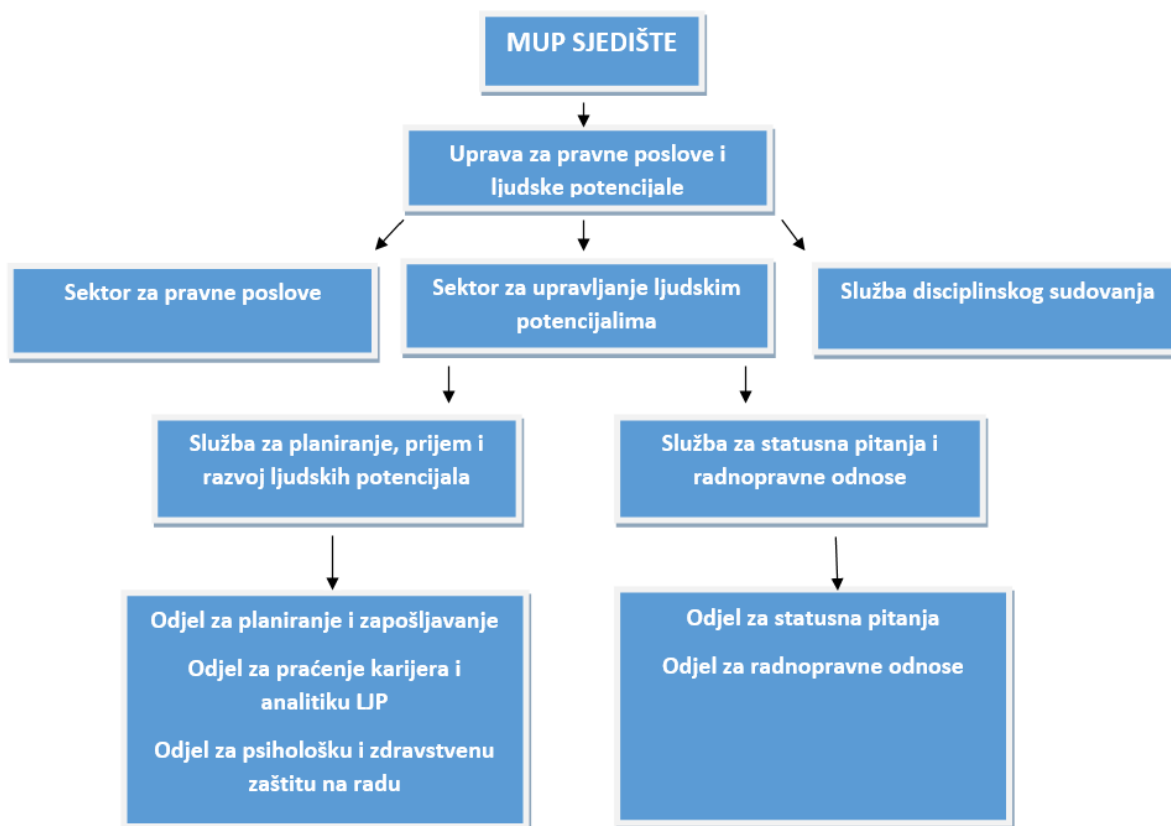 MUP SJEDIŠTE
Uprava za pravne poslove i
ljudske potencijale
Sektor za pravne poslove
Sektor za upravljanje ljudskim
potencijalima
Služba disciplinskog sudovanja
Služba za planiranje, prijem i
razvoj ljudskih potencijala
Služba za statusna pitanja i
radnopravne odnose
Odjel za planiranje i zapošljavanje
Odjel za praćenje karijera i
analitiku LJP
Odjel za psihološku i zdravstvenu
zaštitu na radu
Odjel za statusna pitanja
Odjel za radnopravne odnose